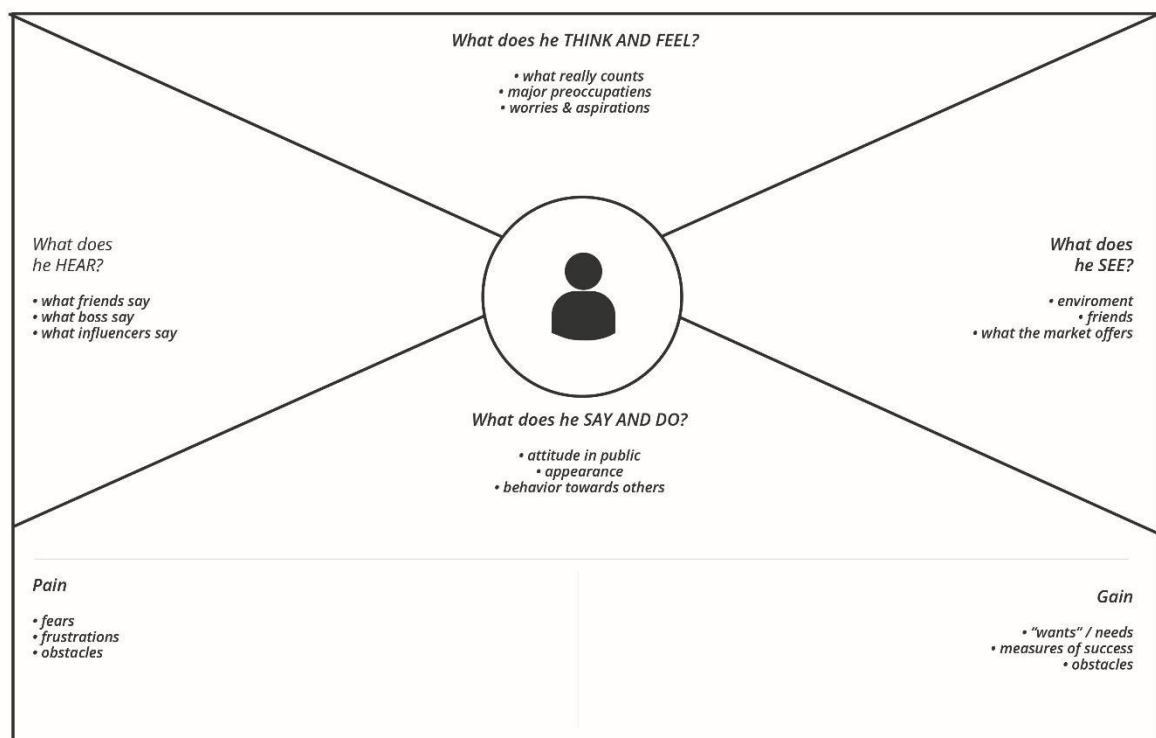 What does he THINK AND FEEL?
• what really counts
• major preoccupatiens
• worries & aspirations
What does
he HEAR?
• what friends say
• what boss say
• what influencers say
What does
he SEE?
• enviroment
• friends
• what the market offers
What does he SAY AND DO?
• attitude in public
• appearance
• behavior towards others
Pain
• fears
• frustrations
• obstacles
Gain
• “wants” / needs
• measures of success
• obstacles